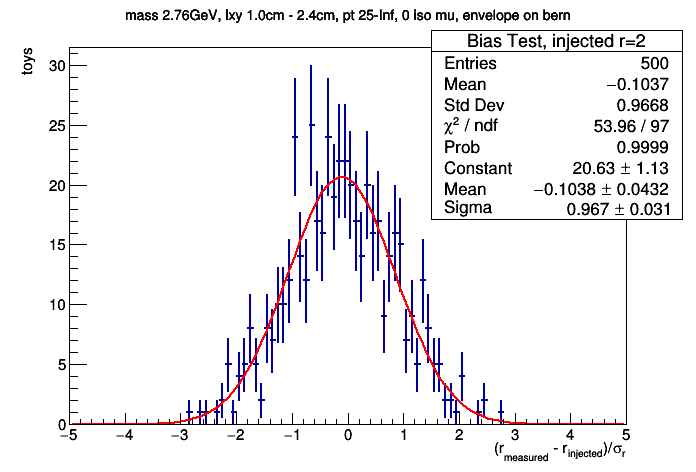 mass 2.76GeV, lxy 1.0cm - 2.4cm, pt 25-Inf, 0 Iso mu, envelope on bern
toys
Bias Test, injected r=2
Entries 500
Mean −0.1037
Std Dev 0.9668
χ² / ndf 53.96 / 97
Prob 0.9999
Constant 20.63 ± 1.13
Mean −0.1038 ± 0.0432
Sigma 0.967 ± 0.031
30
25
20
15
10
5
0
−5 −4 −3 −2 −1 0 1 2 3 4 5
(r_measured - r_injected)/σ_r